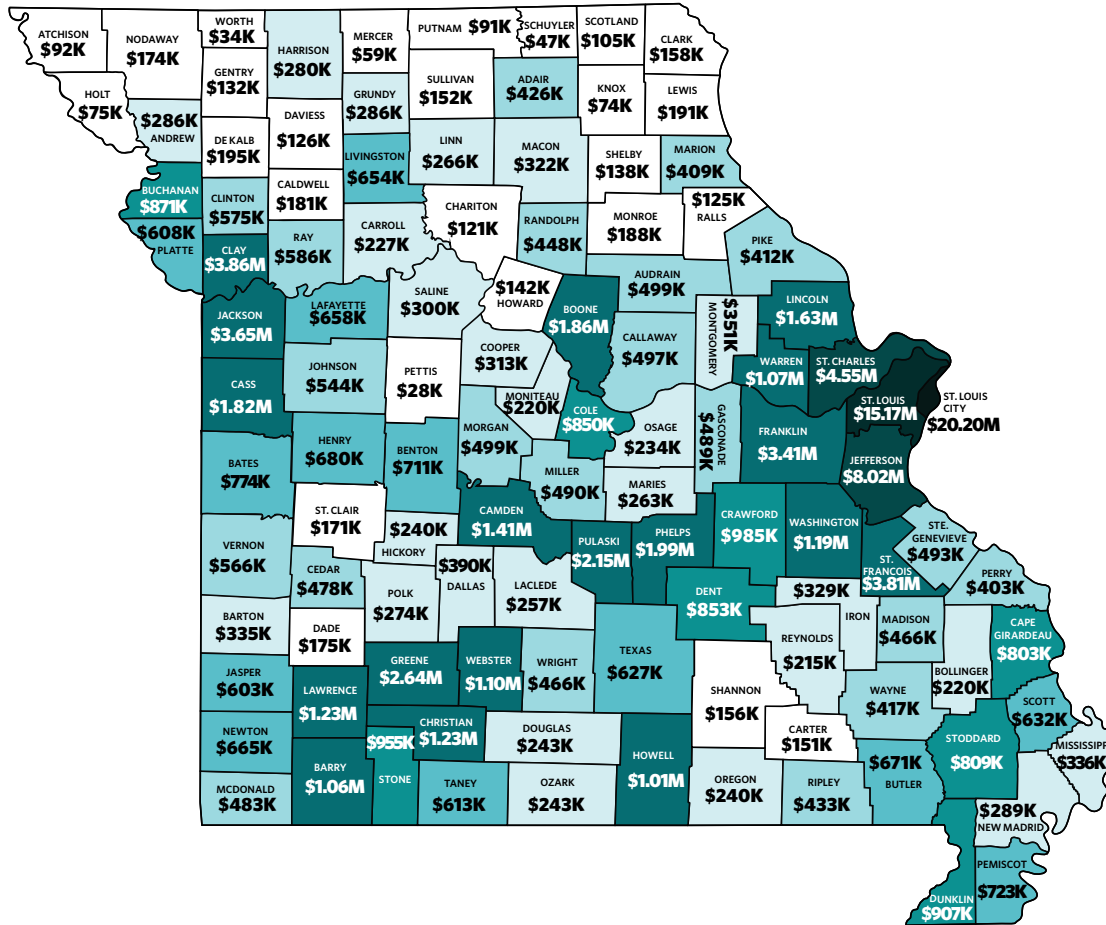 WORTH
$34K
ATCHISON
$92K
NODAWAY
$174K
HARRISON
$280K
MERCER
$59K
PUTNAM $91K
SCHUYLER
$47K
SCOTLAND
$105K
CLARK
$158K
HOLT
$75K
GENTRY
$132K
GRUNDY
$286K
SULLIVAN
$152K
ADAIR
$426K
KNOX
$74K
LEWIS
$191K
$286K
ANDREW
DE KALB
$195K
DAVIESS
$126K
LIVINGSTON
$654K
LINN
$266K
MACON
$322K
SHELBY
$138K
MARION
$409K
BUCHANAN
$871K
CLINTON
$575K
CALDWELL
$181K
CARROLL
$227K
CHARITON
$121K
RANDOLPH
$448K
MONROE
$188K
$125K
RALLS
$608K
PLATTE
CLAY
$3.86M
RAY
$586K
PIKE
$412K
JACKSON
$3.65M
LAFAYETTE
$658K
SALINE
$300K
$142K
HOWARD
BOONE
$1.86M
AUDRAIN
$499K
$351K
MONTGOMERY
LINCOLN
$1.63M
CASS
$1.82M
JOHNSON
$544K
PETTIS
$28K
COOPER
$313K
CALLAWAY
$497K
WARREN
$1.07M
ST. CHARLES
$4.55M
MONITEAU
$220K
COLE
$850K
ST. LOUIS
$15.17M
ST. LOUIS
CITY
$20.20M
BATES
$774K
HENRY
$680K
BENTON
$711K
MORGAN
$499K
OSAGE
$234K
GASCONADE
$489K
FRANKLIN
$3.41M
JEFFERSON
$8.02M
MILLER
$490K
MARIES
$263K
ST. CLAIR
$171K
$240K
HICKORY
CAMDEN
$1.41M
PULASKI
$2.15M
PHELPS
$1.99M
CRAWFORD
$985K
WASHINGTON
$1.19M
STE.
GENEVIEVE
$493K
VERNON
$566K
CEDAR
$478K
$390K
DALLAS
LACLEDE
$257K
ST.
FRANCOIS
$3.81M
PERRY
$403K
POLK
$274K
DENT
$853K
$329K
IRON
BARTON
$335K
DADE
$175K
MADISON
$466K
CAPE
GIRARDEAU
$803K
JASPER
$603K
GREENE
$2.64M
WEBSTER
$1.10M
WRIGHT
$466K
TEXAS
$627K
REYNOLDS
$215K
BOLLINGER
$220K
LAWRENCE
$1.23M
SHANNON
$156K
WAYNE
$417K
SCOTT
$632K
NEWTON
$665K
$955K
STONE
CHRISTIAN
$1.23M
DOUGLAS
$243K
HOWELL
$1.01M
CARTER
$151K
STODDARD
$809K
MISSISSIPPI
$336K
MCDONALD
$483K
BARRY
$1.06M
TANEY
$613K
OZARK
$243K
OREGON
$240K
RIPLEY
$433K
$671K
BUTLER
$289K
NEW MADRID
PEMISCOT
$723K
DUNKLIN
$907K